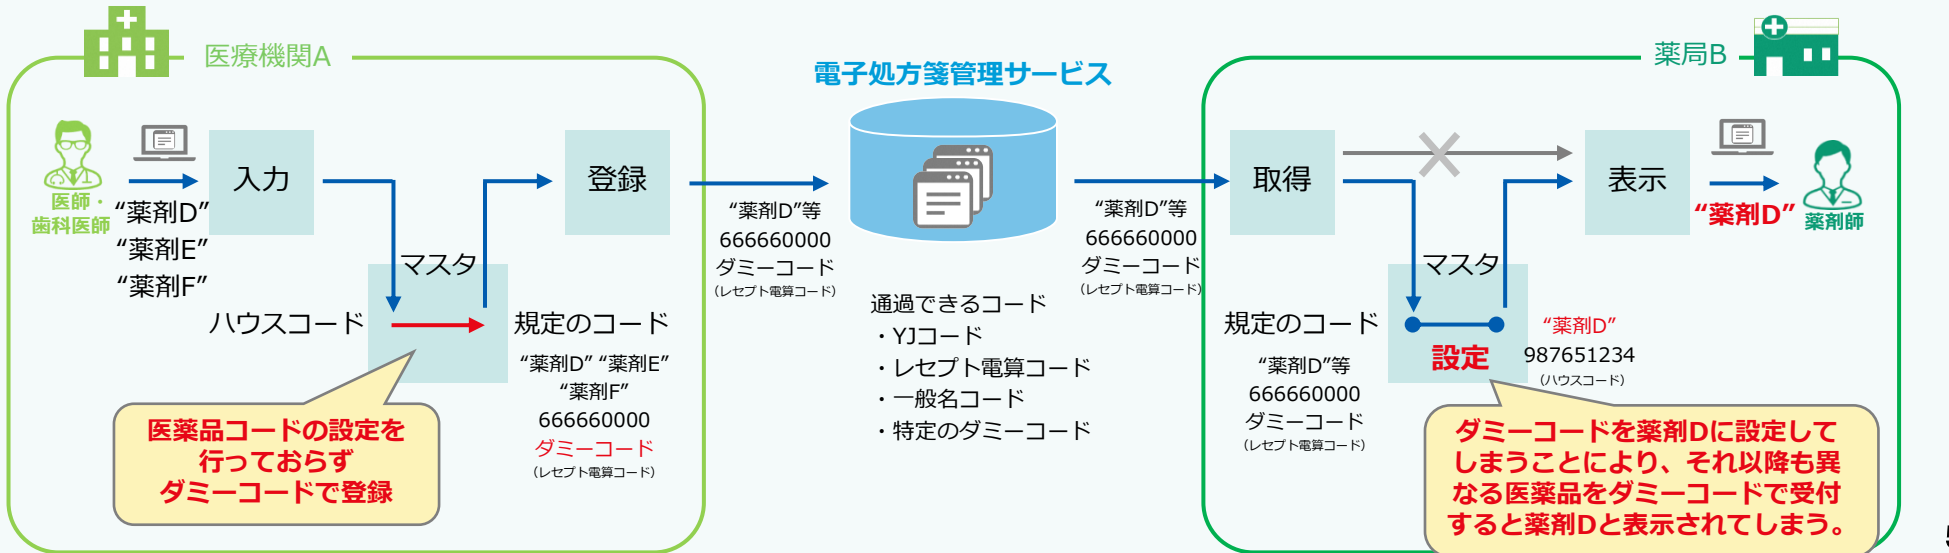 医療機関A
医師・
歯科医師
“薬剤D”
“薬剤E”
“薬剤F”
入力
マスタ
ハウスコード
規定のコード
“薬剤D” “薬剤E”
“薬剤F”
666660000
ダミーコード
（レセプト電算コード）
医薬品コードの設定を
行っておらず
ダミーコードで登録
登録
“薬剤D”等
666660000
ダミーコード
（レセプト電算コード）
電子処方箋管理サービス
通過できるコード
・YJコード
・レセプト電算コード
・一般名コード
・特定のダミーコード
“薬剤D”等
666660000
ダミーコード
（レセプト電算コード）
薬局B
取得
マスタ
規定のコード
“薬剤D”等
666660000
ダミーコード
（レセプト電算コード）
設定
“薬剤D”
987651234
（ハウスコード）
ダミーコードを薬剤Dに設定して
しまうことにより、それ以降も異
なる医薬品をダミーコードで受付
すると薬剤Dと表示されてしまう。
表示
“薬剤D”
薬剤師